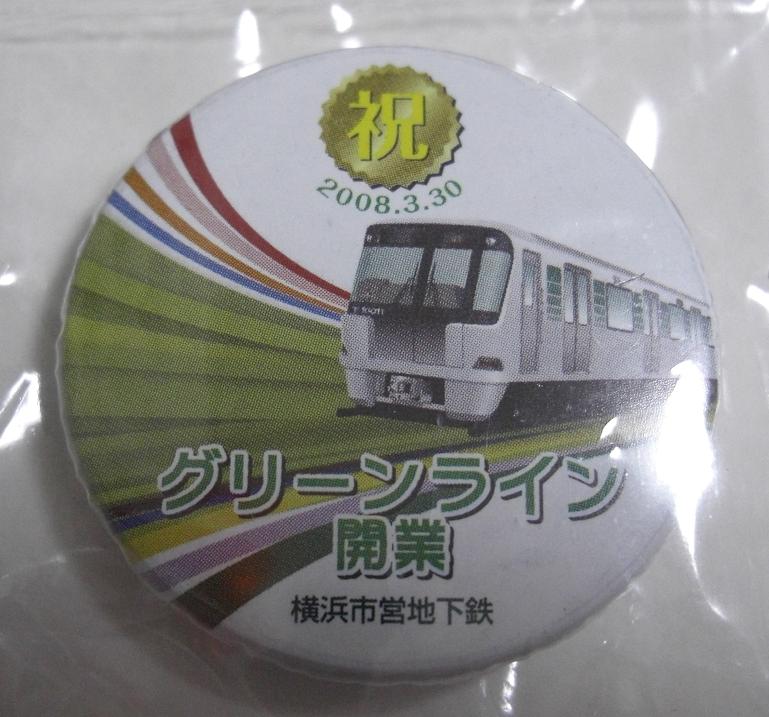 祝
2008.3.30
グリーンライン
開業
横浜市営地下鉄